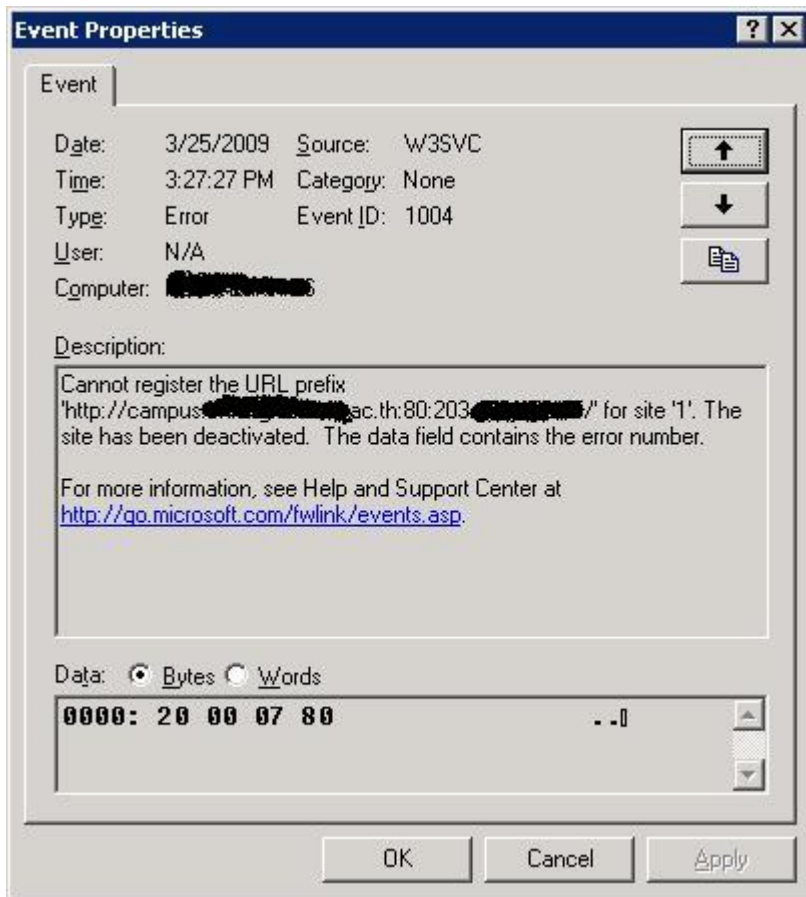 Event Properties
Event
Date: 3/25/2009 Source: W3SVC
Time: 3:27:27 PM Category: None
Type: Error Event ID: 1004
User: N/A
Computer:
Description:
Cannot register the URL prefix
'http://campus ac.th:80:203 /' for site '1'. The
site has been deactivated. The data field contains the error number.
For more information, see Help and Support Center at
http://go.microsoft.com/fwlink/events.asp.
Data: Bytes Words
0000: 20 00 07 80 ..
OK Cancel Apply